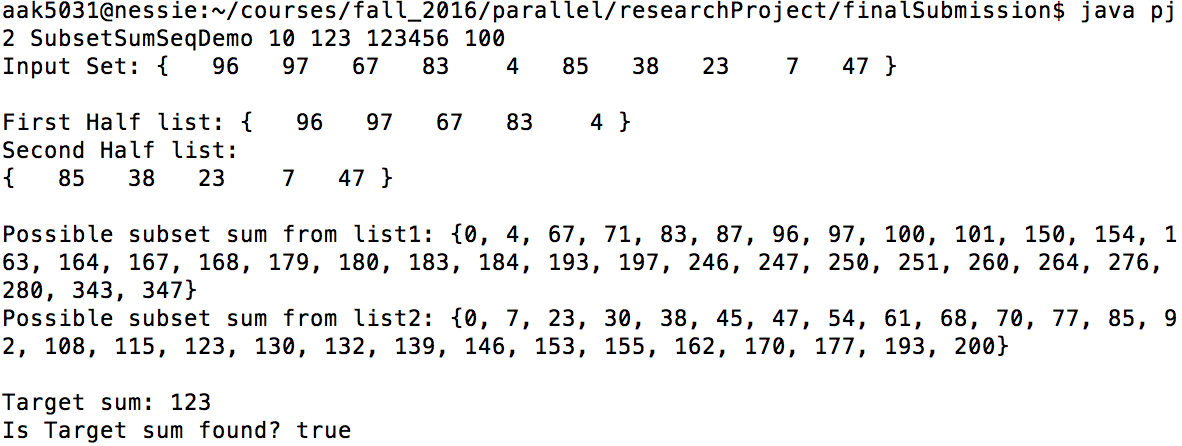 aak5031@nessie:~/courses/fall_2016/parallel/researchProject/finalSubmission$ java pj
2 SubsetSumSeqDemo 10 123 123456 100
Input Set: {   96   97   67   83    4   85   38   23    7   47 }
First Half list: {   96   97   67   83    4 }
Second Half list:
{   85   38   23    7   47 }
Possible subset sum from list1: {0, 4, 67, 71, 83, 87, 96, 97, 100, 101, 150, 154, 1
63, 164, 167, 168, 179, 180, 183, 184, 193, 197, 246, 247, 250, 251, 260, 264, 276,
280, 343, 347}
Possible subset sum from list2: {0, 7, 23, 30, 38, 45, 47, 54, 61, 68, 70, 77, 85, 9
2, 108, 115, 123, 130, 132, 139, 146, 153, 155, 162, 170, 177, 193, 200}
Target sum: 123
Is Target sum found? true